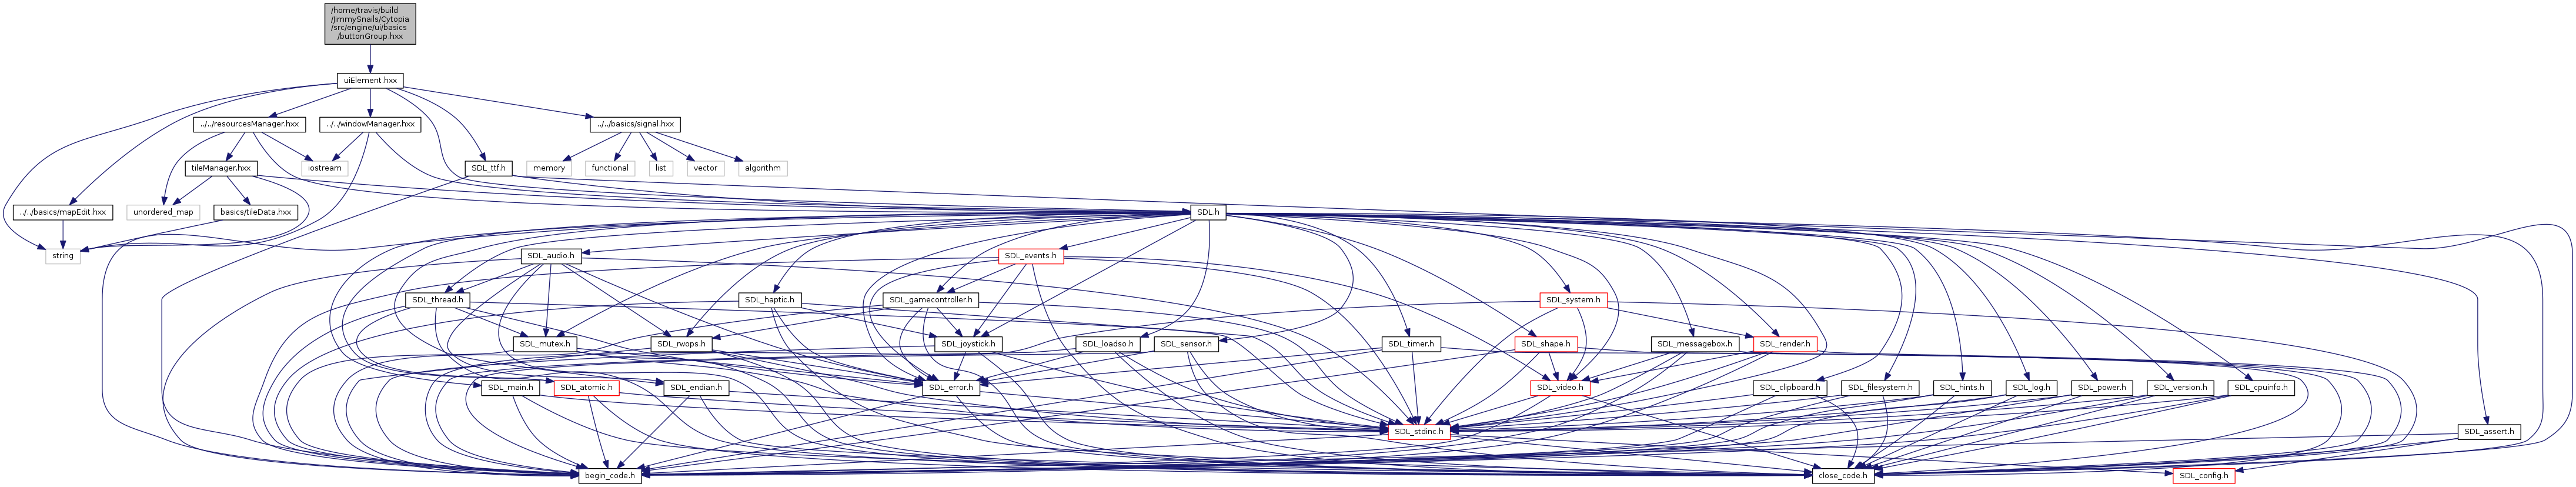 /home/travis/build
/JimmySnails/Cytopia
/src/engine/ui/basics
/buttonGroup.hxx
uiElement.hxx
../../resourcesManager.hxx
../../windowManager.hxx
../../basics/signal.hxx
tileManager.hxx
iostream
SDL_ttf.h
memory
functional
list
vector
algorithm
../../basics/mapEdit.hxx
unordered_map
basics/tileData.hxx
SDL.h
string
SDL_audio.h
SDL_events.h
SDL_thread.h
SDL_haptic.h
SDL_gamecontroller.h
SDL_system.h
SDL_mutex.h
SDL_rwops.h
SDL_joystick.h
SDL_loadso.h
SDL_sensor.h
SDL_timer.h
SDL_shape.h
SDL_messagebox.h
SDL_render.h
SDL_main.h
SDL_atomic.h
SDL_endian.h
SDL_error.h
SDL_video.h
SDL_clipboard.h
SDL_filesystem.h
SDL_hints.h
SDL_log.h
SDL_power.h
SDL_version.h
SDL_cpuinfo.h
SDL_stdinc.h
SDL_assert.h
begin_code.h
close_code.h
SDL_config.h